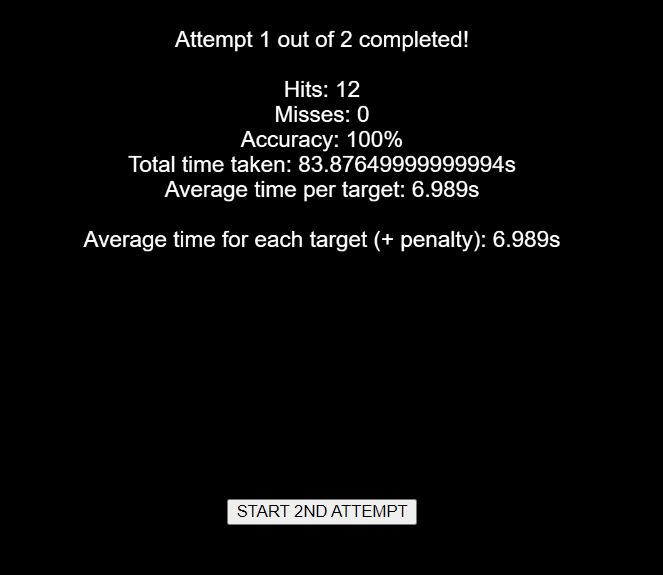 Attempt 1 out of 2 completed!
Hits: 12
Misses: 0
Accuracy: 100%
Total time taken: 83.87649999999994s
Average time per target: 6.989s
Average time for each target (+ penalty): 6.989s
START 2ND ATTEMPT